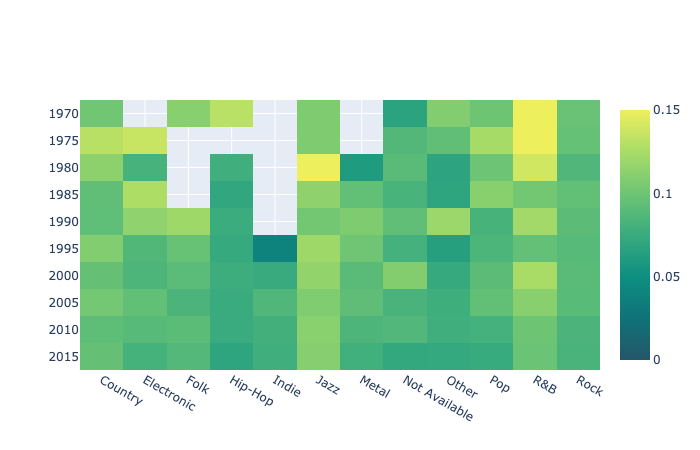 1970
1975
1980
1985
1990
1995
2000
2005
2010
2015
Country
Electronic
Folk
Hip-Hop
Indie
Jazz
Metal
Not Available
Other
Pop
R&B
Rock
0.15
0.1
0.05
0